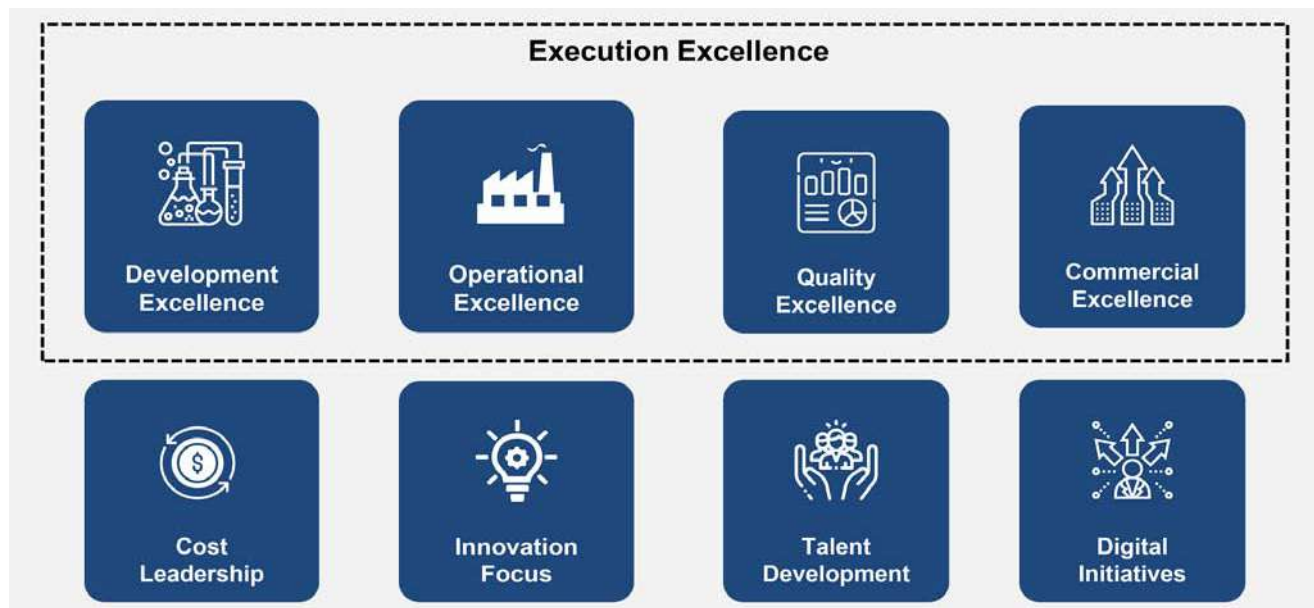 Execution Excellence
Development
Excellence
Operational
Excellence
Quality
Excellence
Commercial
Excellence
Cost
Leadership
Innovation
Focus
Talent
Development
Digital
Initiatives